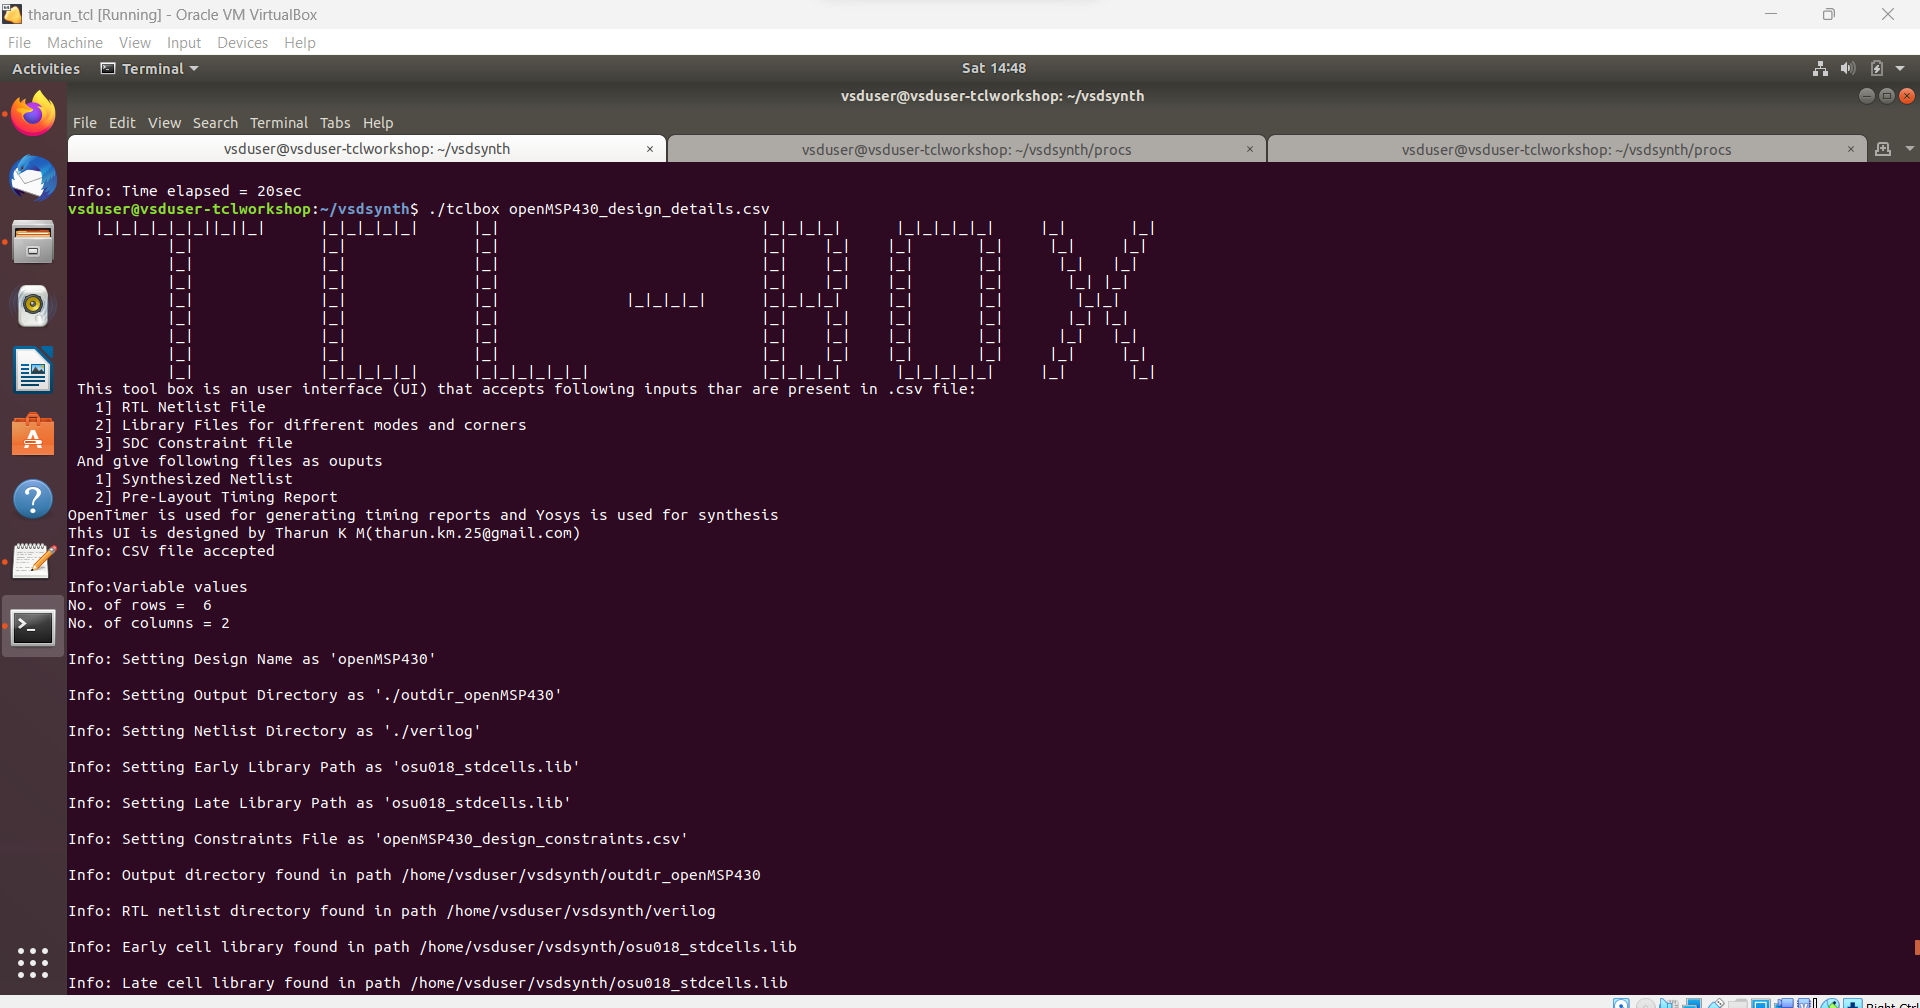 tharun_tcl [Running] - Oracle VM VirtualBox
File Machine View Input Devices Help
Activities Terminal Sat 14:48
vsduser@vsduser-tclworkshop: ~/vsdsynth
File Edit View Search Terminal Tabs Help
vsduser@vsduser-tclworkshop: ~/vsdsynth × vsduser@vsduser-tclworkshop: ~/vsdsynth/procs × vsduser@vsduser-tclworkshop: ~/vsdsynth/procs ×
Info: Time elapsed = 20sec
vsduser@vsduser-tclworkshop:~/vsdsynth$ ./tclbox openMSP430_design_details.csv
TCL-BOX
This tool box is an user interface (UI) that accepts following inputs thar are present in .csv file:
1] RTL Netlist File
2] Library Files for different modes and corners
3] SDC Constraint file
And give following files as ouputs
1] Synthesized Netlist
2] Pre-Layout Timing Report
OpenTimer is used for generating timing reports and Yosys is used for synthesis
This UI is designed by Tharun K M(tharun.km.25@gmail.com)
Info: CSV file accepted
Info:Variable values
No. of rows =  6
No. of columns = 2
Info: Setting Design Name as 'openMSP430'
Info: Setting Output Directory as './outdir_openMSP430'
Info: Setting Netlist Directory as './verilog'
Info: Setting Early Library Path as 'osu018_stdcells.lib'
Info: Setting Late Library Path as 'osu018_stdcells.lib'
Info: Setting Constraints File as 'openMSP430_design_constraints.csv'
Info: Output directory found in path /home/vsduser/vsdsynth/outdir_openMSP430
Info: RTL netlist directory found in path /home/vsduser/vsdsynth/verilog
Info: Early cell library found in path /home/vsduser/vsdsynth/osu018_stdcells.lib
Info: Late cell library found in path /home/vsduser/vsdsynth/osu018_stdcells.lib
Right Ctrl